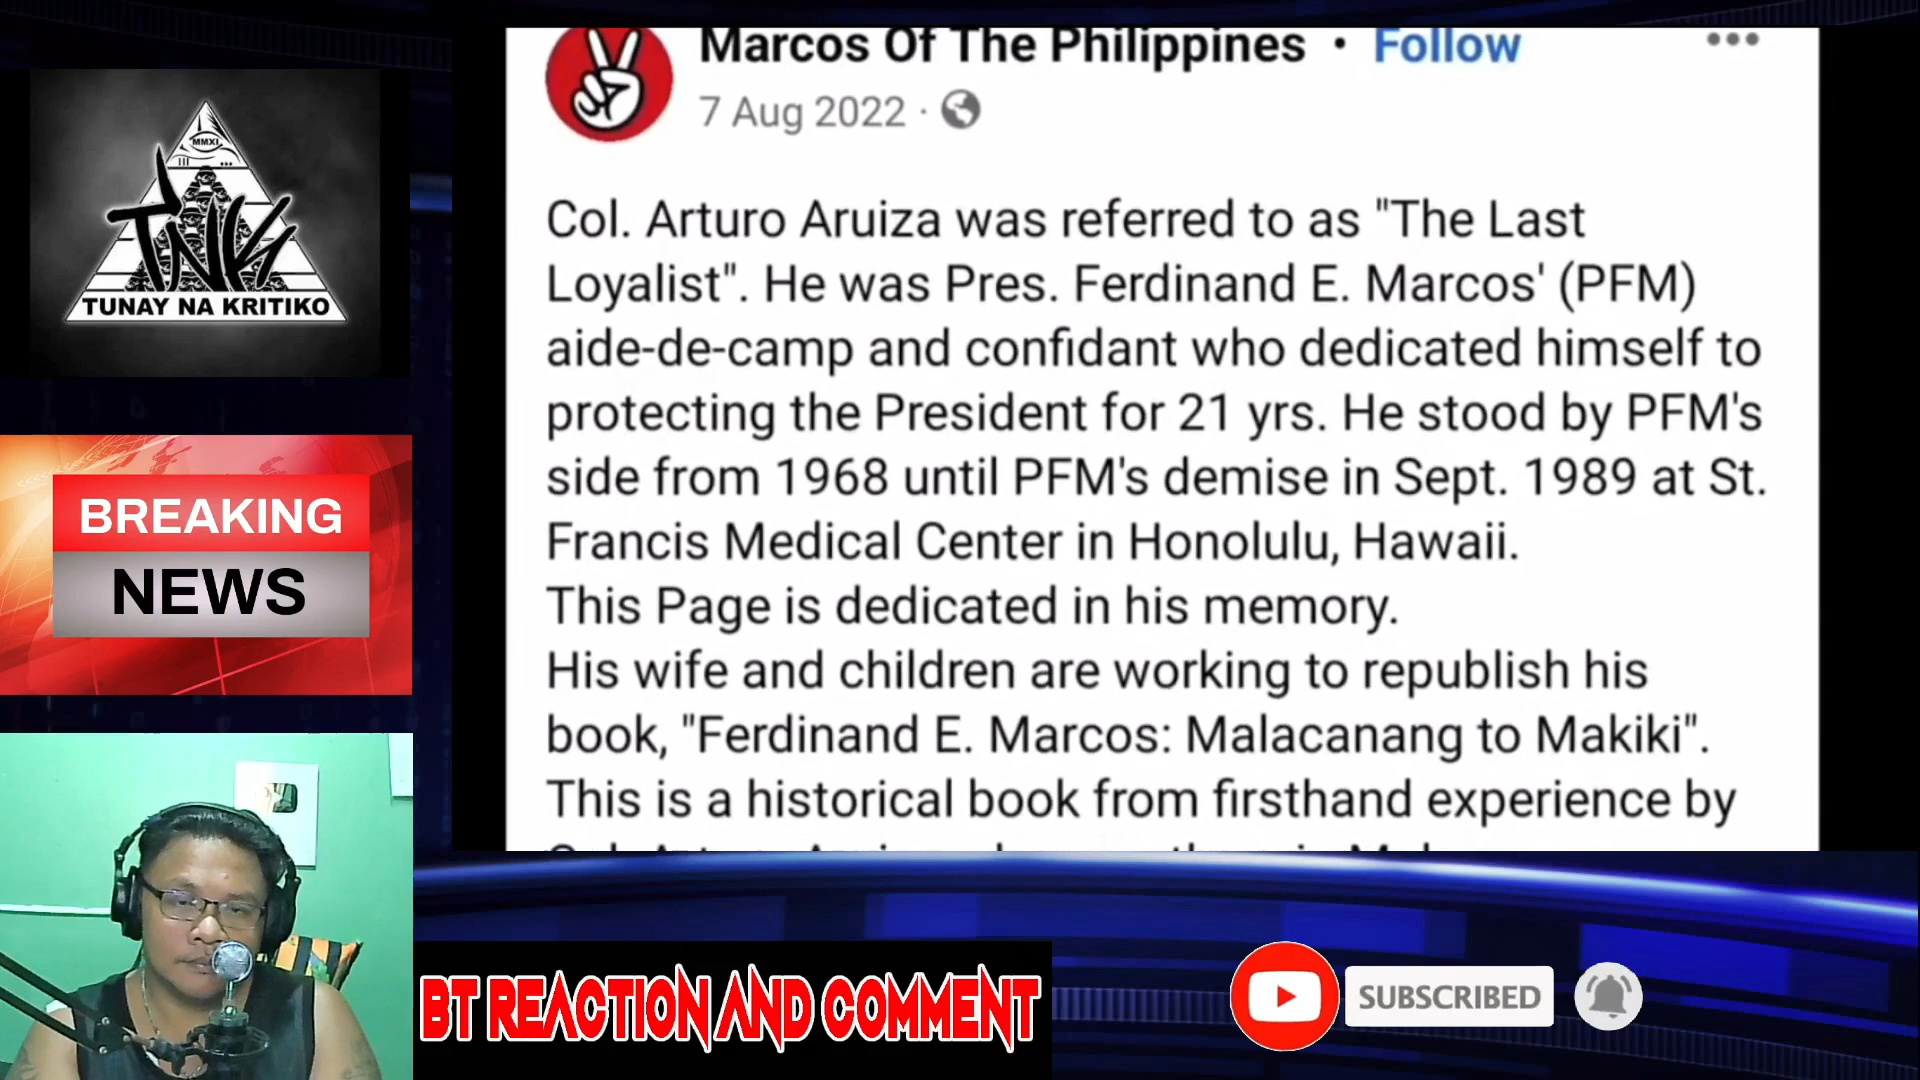 Marcos Of The Philippines • Follow
7 Aug 2022 ·
Col. Arturo Aruiza was referred to as "The Last
Loyalist". He was Pres. Ferdinand E. Marcos' (PFM)
aide-de-camp and confidant who dedicated himself to
protecting the President for 21 yrs. He stood by PFM's
side from 1968 until PFM's demise in Sept. 1989 at St.
Francis Medical Center in Honolulu, Hawaii.
This Page is dedicated in his memory.
His wife and children are working to republish his
book, "Ferdinand E. Marcos: Malacanang to Makiki".
This is a historical book from firsthand experience by
MMXI
TNK
TUNAY NA KRITIKO
BREAKING
NEWS
BT REACTION AND COMMENT
SUBSCRIBED